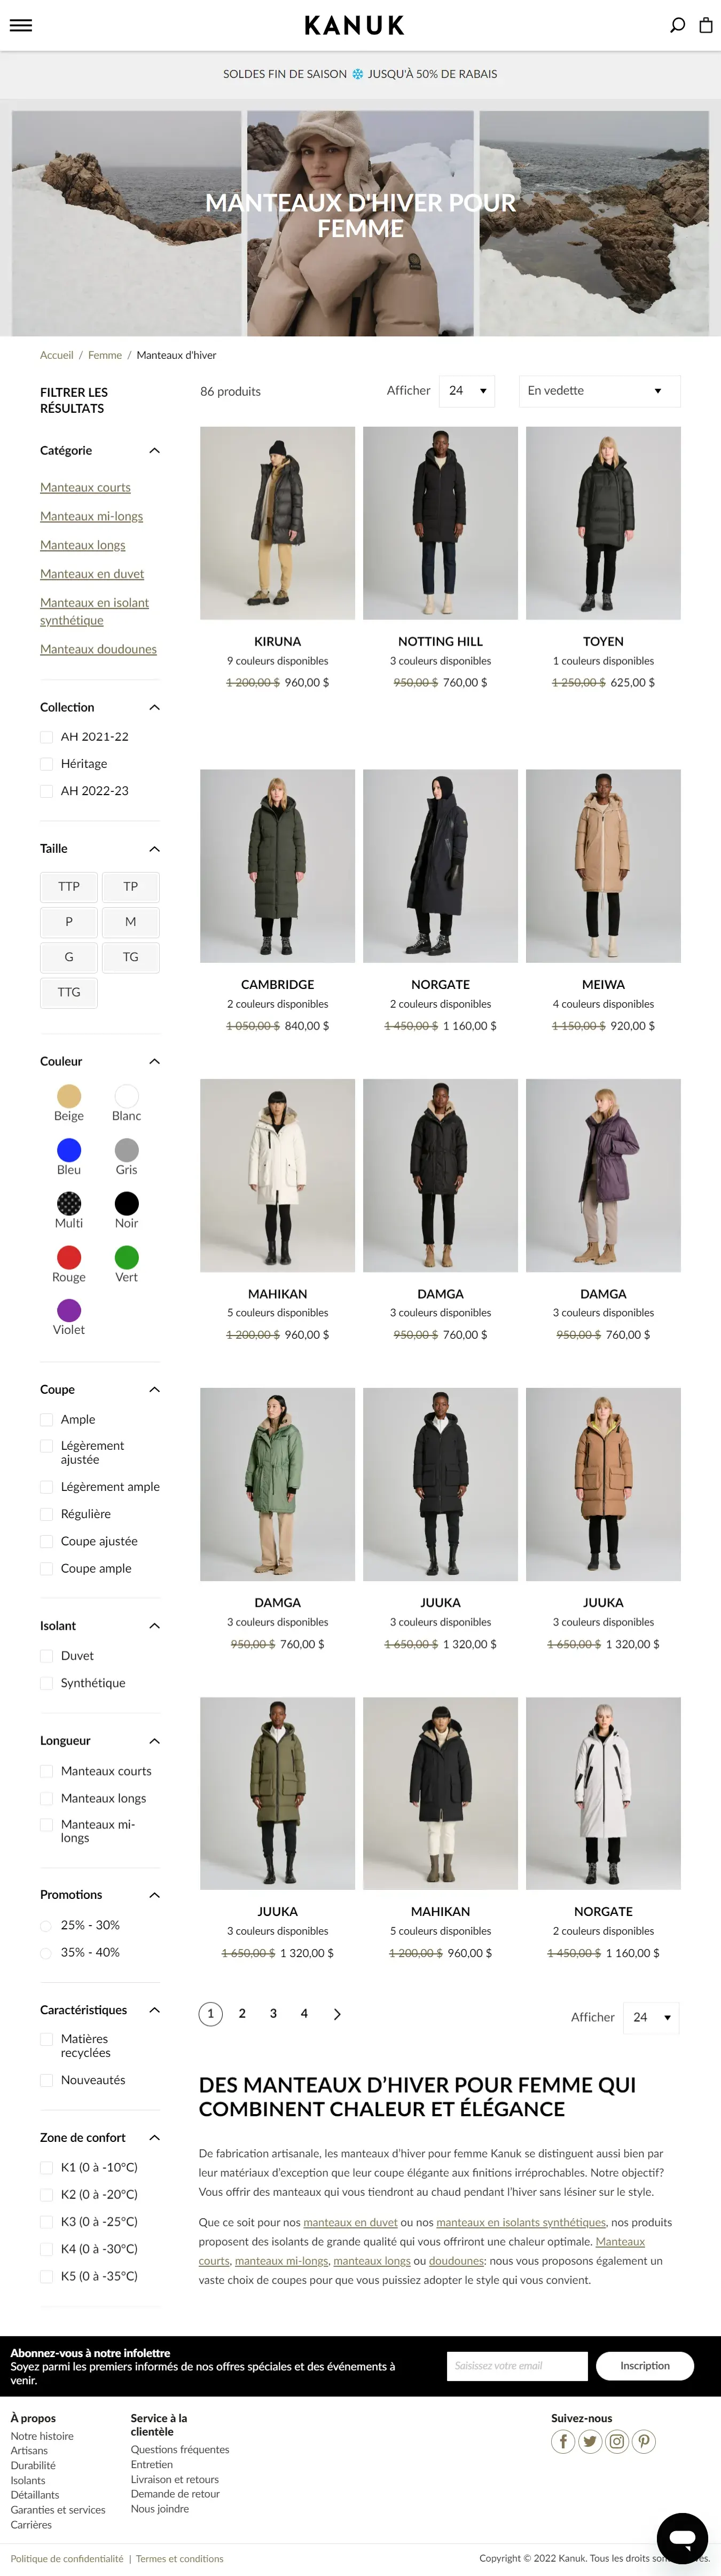 KANUK
SOLDES FIN DE SAISON ❄️ JUSQU'À 50% DE RABAIS
MANTEAUX D'HIVER POUR
FEMME
Accueil / Femme / Manteaux d'hiver
FILTRER LES
RÉSULTATS
Catégorie
Manteaux courts
Manteaux mi-longs
Manteaux longs
Manteaux en duvet
Manteaux en isolant
synthétique
Manteaux doudounes
Collection
AH 2021-22
Héritage
AH 2022-23
Taille
TTP TP
P M
G TG
TTG
Couleur
Beige Blanc
Bleu Gris
Multi Noir
Rouge Vert
Violet
Coupe
Ample
Légèrement
ajustée
Légèrement ample
Régulière
Coupe ajustée
Coupe ample
Isolant
Duvet
Synthétique
Longueur
Manteaux courts
Manteaux longs
Manteaux mi-
longs
Promotions
25% - 30%
35% - 40%
Caractéristiques
Matières
recyclées
Nouveautés
Zone de confort
K1 (0 à -10°C)
K2 (0 à -20°C)
K3 (0 à -25°C)
K4 (0 à -30°C)
K5 (0 à -35°C)
86 produits Afficher 24 En vedette
KIRUNA NOTTING HILL TOYEN
9 couleurs disponibles 3 couleurs disponibles 1 couleurs disponibles
1 200,00 $ 960,00 $ 950,00 $ 760,00 $ 1 250,00 $ 625,00 $
CAMBRIDGE NORGATE MEIWA
2 couleurs disponibles 2 couleurs disponibles 4 couleurs disponibles
1 050,00 $ 840,00 $ 1 450,00 $ 1 160,00 $ 1 150,00 $ 920,00 $
MAHIKAN DAMGA DAMGA
5 couleurs disponibles 3 couleurs disponibles 3 couleurs disponibles
1 200,00 $ 960,00 $ 950,00 $ 760,00 $ 950,00 $ 760,00 $
DAMGA JUUKA JUUKA
3 couleurs disponibles 3 couleurs disponibles 3 couleurs disponibles
950,00 $ 760,00 $ 1 650,00 $ 1 320,00 $ 1 650,00 $ 1 320,00 $
JUUKA MAHIKAN NORGATE
3 couleurs disponibles 5 couleurs disponibles 2 couleurs disponibles
1 650,00 $ 1 320,00 $ 1 200,00 $ 960,00 $ 1 450,00 $ 1 160,00 $
1 2 3 4 Afficher 24
DES MANTEAUX D’HIVER POUR FEMME QUI
COMBINENT CHALEUR ET ÉLÉGANCE
De fabrication artisanale, les manteaux d’hiver pour femme Kanuk se distinguent aussi bien par
leur matériaux d’exception que leur coupe élégante aux finitions irréprochables. Notre objectif?
Vous offrir des manteaux qui vous tiendront au chaud pendant l’hiver sans lésiner sur le style.
Que ce soit pour nos manteaux en duvet ou nos manteaux en isolants synthétiques, nos produits
proposent des isolants de grande qualité qui vous offriront une chaleur optimale. Manteaux
courts, manteaux mi-longs, manteaux longs ou doudounes: nous vous proposons également un
vaste choix de coupes pour que vous puissiez adopter le style qui vous convient.
Abonnez-vous à notre infolettre
Soyez parmi les premiers informés de nos offres spéciales et des événements à
venir.
Saisissez votre email Inscription
À propos
Notre histoire
Artisans
Durabilité
Isolants
Détaillants
Garanties et services
Carrières
Service à la
clientèle
Questions fréquentes
Entretien
Livraison et retours
Demande de retour
Nous joindre
Suivez-nous
Politique de confidentialité | Termes et conditions
Copyright © 2022 Kanuk. Tous les droits